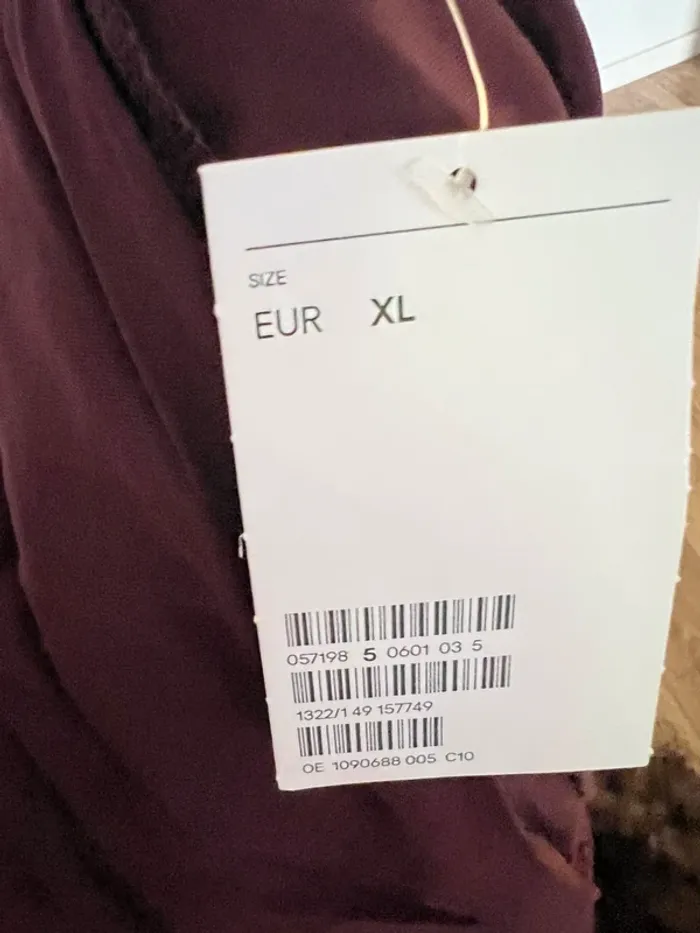 SIZE
EUR XL
057198 5 0601 03 5
1322/1 49 157749
OE 1090688 005 C10